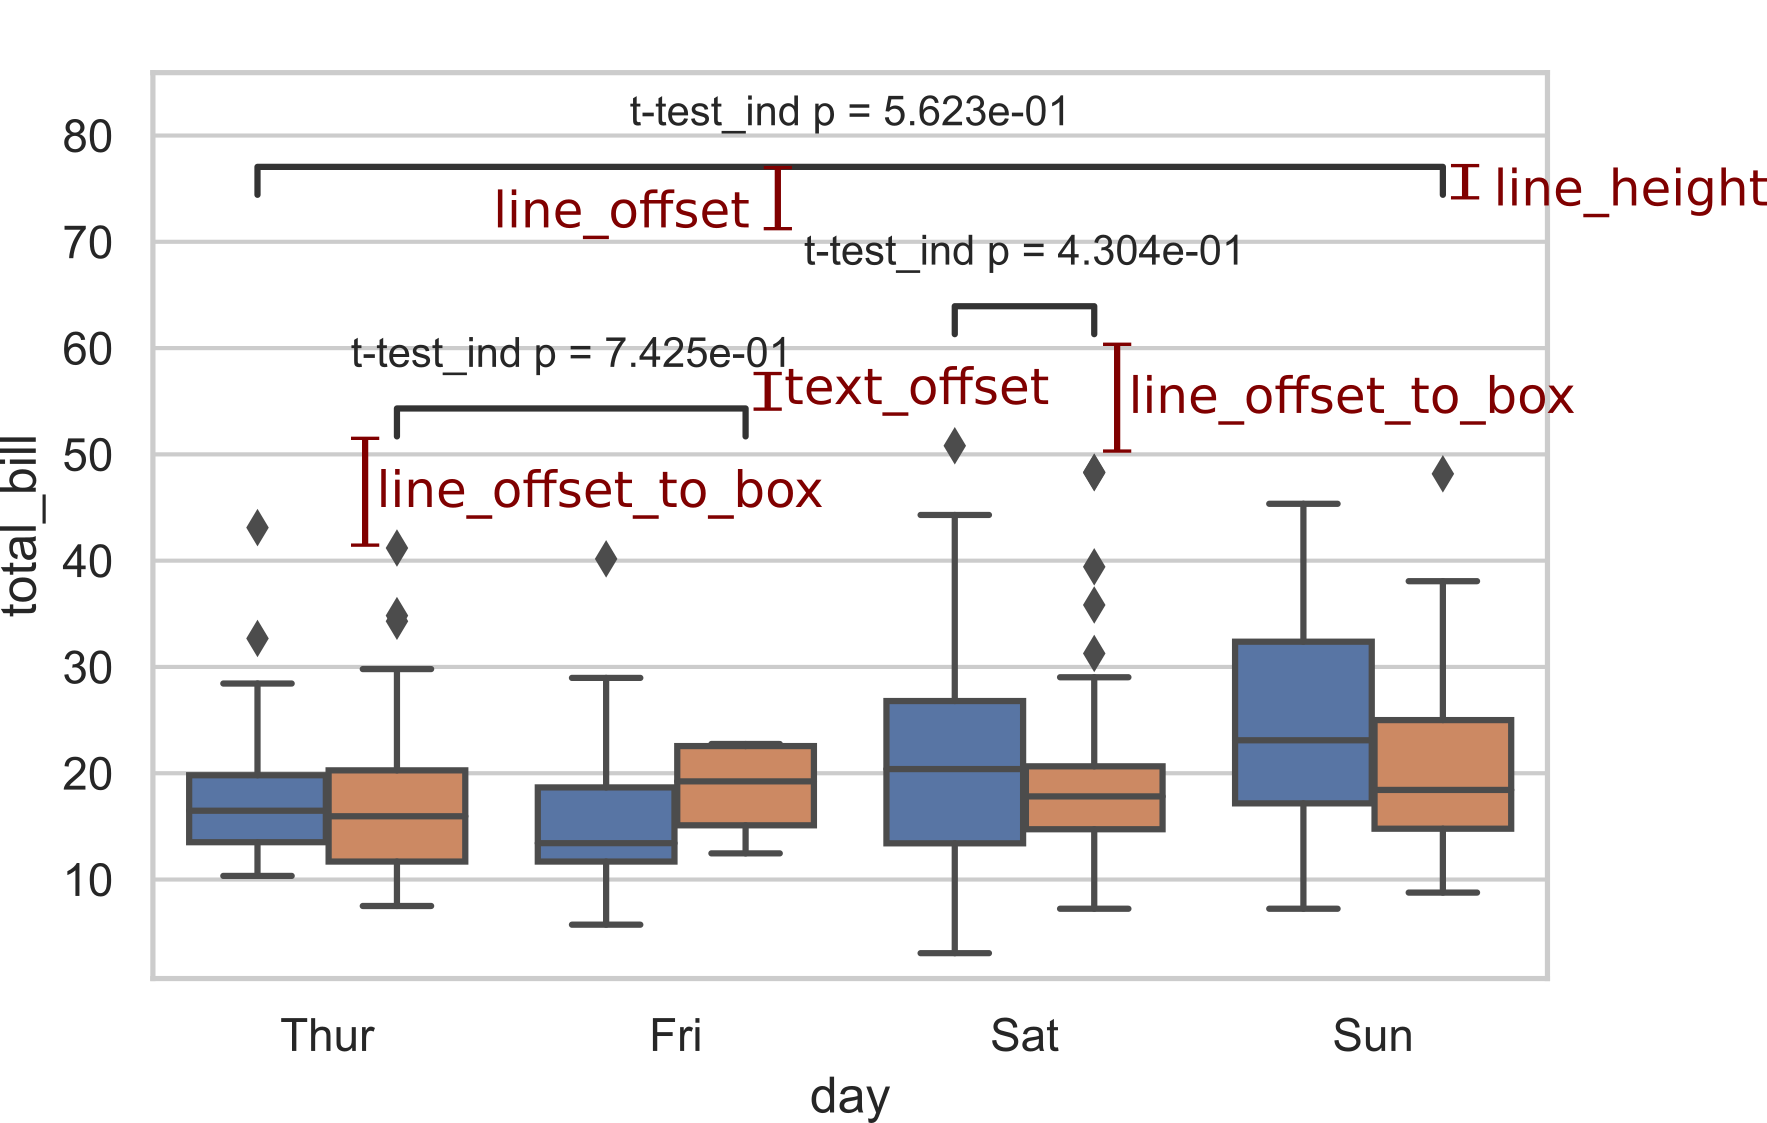 t-test_ind p = 5.623e-01
80
line_height
line_offset
70
t-test_ind p = 4.304e-01
60
t-test_ind p = 7.425e-01
text_offset
line_offset_to_box
50
line_offset_to_box
total_bill
40
30
20
10
Thur Fri Sat Sun
day